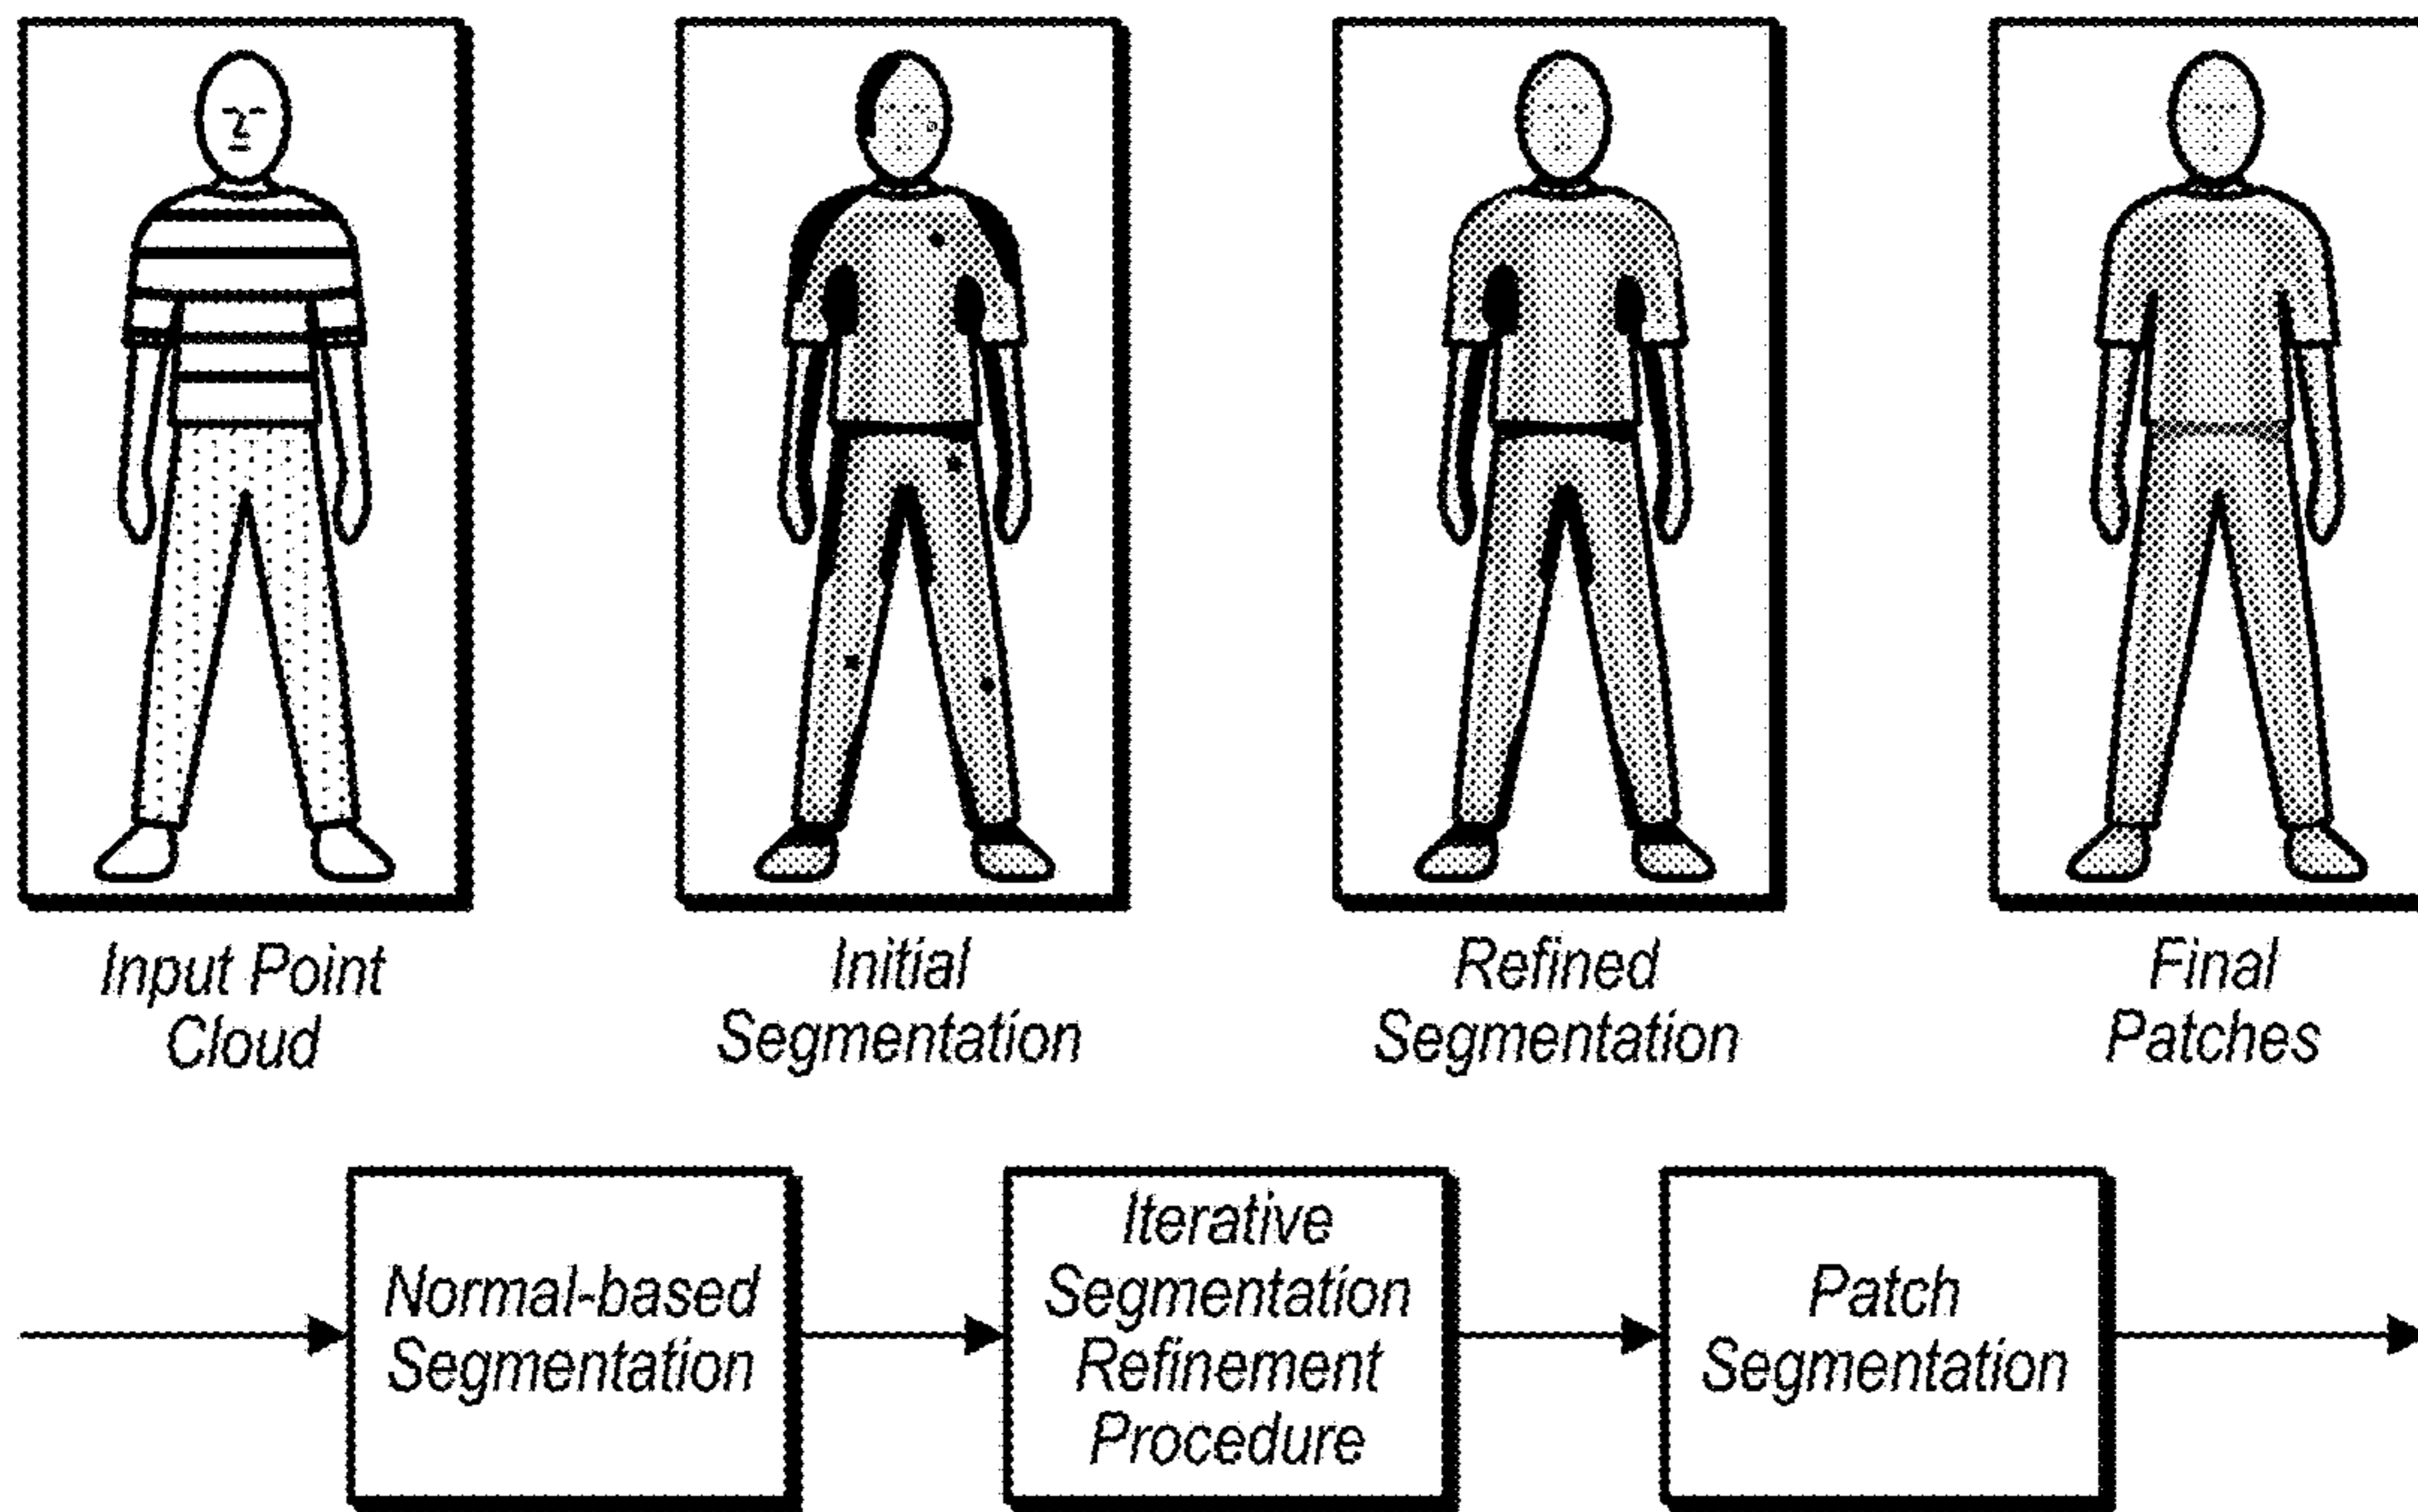 Input Point
Cloud
Initial
Segmentation
Refined
Segmentation
Final
Patches
Normal-based
Segmentation
Iterative
Segmentation
Refinement
Procedure
Patch
Segmentation